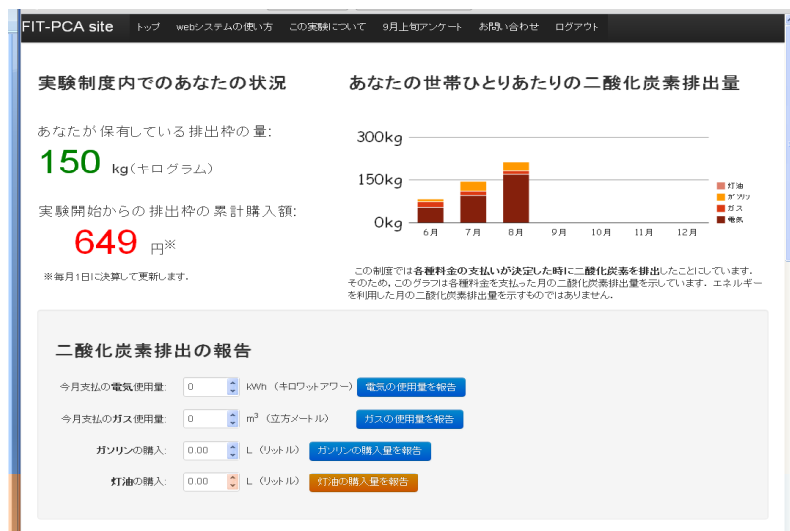 FIT-PCA site トップ webシステムの使い方 この実験について 9月上旬アンケート お問い合わせ ログアウト
実験制度内でのあなたの状況
あなたが保有している排出枠の量:
150 kg(キログラム)
実験開始からの排出枠の累計購入額:
649 円※
※毎月1日に決算して更新します.
あなたの世帯ひとりあたりの二酸化炭素排出量
300kg
150kg
0kg
6月 7月 8月 9月 10月 11月 12月
灯油
ガソリン
ガス
電気
この制度では各種料金の支払いが決定した時に二酸化炭素を排出したことにしています.
そのため,このグラフは各種料金を支払った月の二酸化炭素排出量を示しています. エネルギー
を利用した月の二酸化炭素排出量を示すものではありません.
二酸化炭素排出の報告
今月支払の電気使用量: 0 kWh (キロワットアワー) 電気の使用量を報告
今月支払のガス使用量: 0 m³ (立方メートル) ガスの使用量を報告
ガソリンの購入: 0.00 L (リットル) ガソリンの購入量を報告
灯油の購入: 0.00 L (リットル) 灯油の購入量を報告